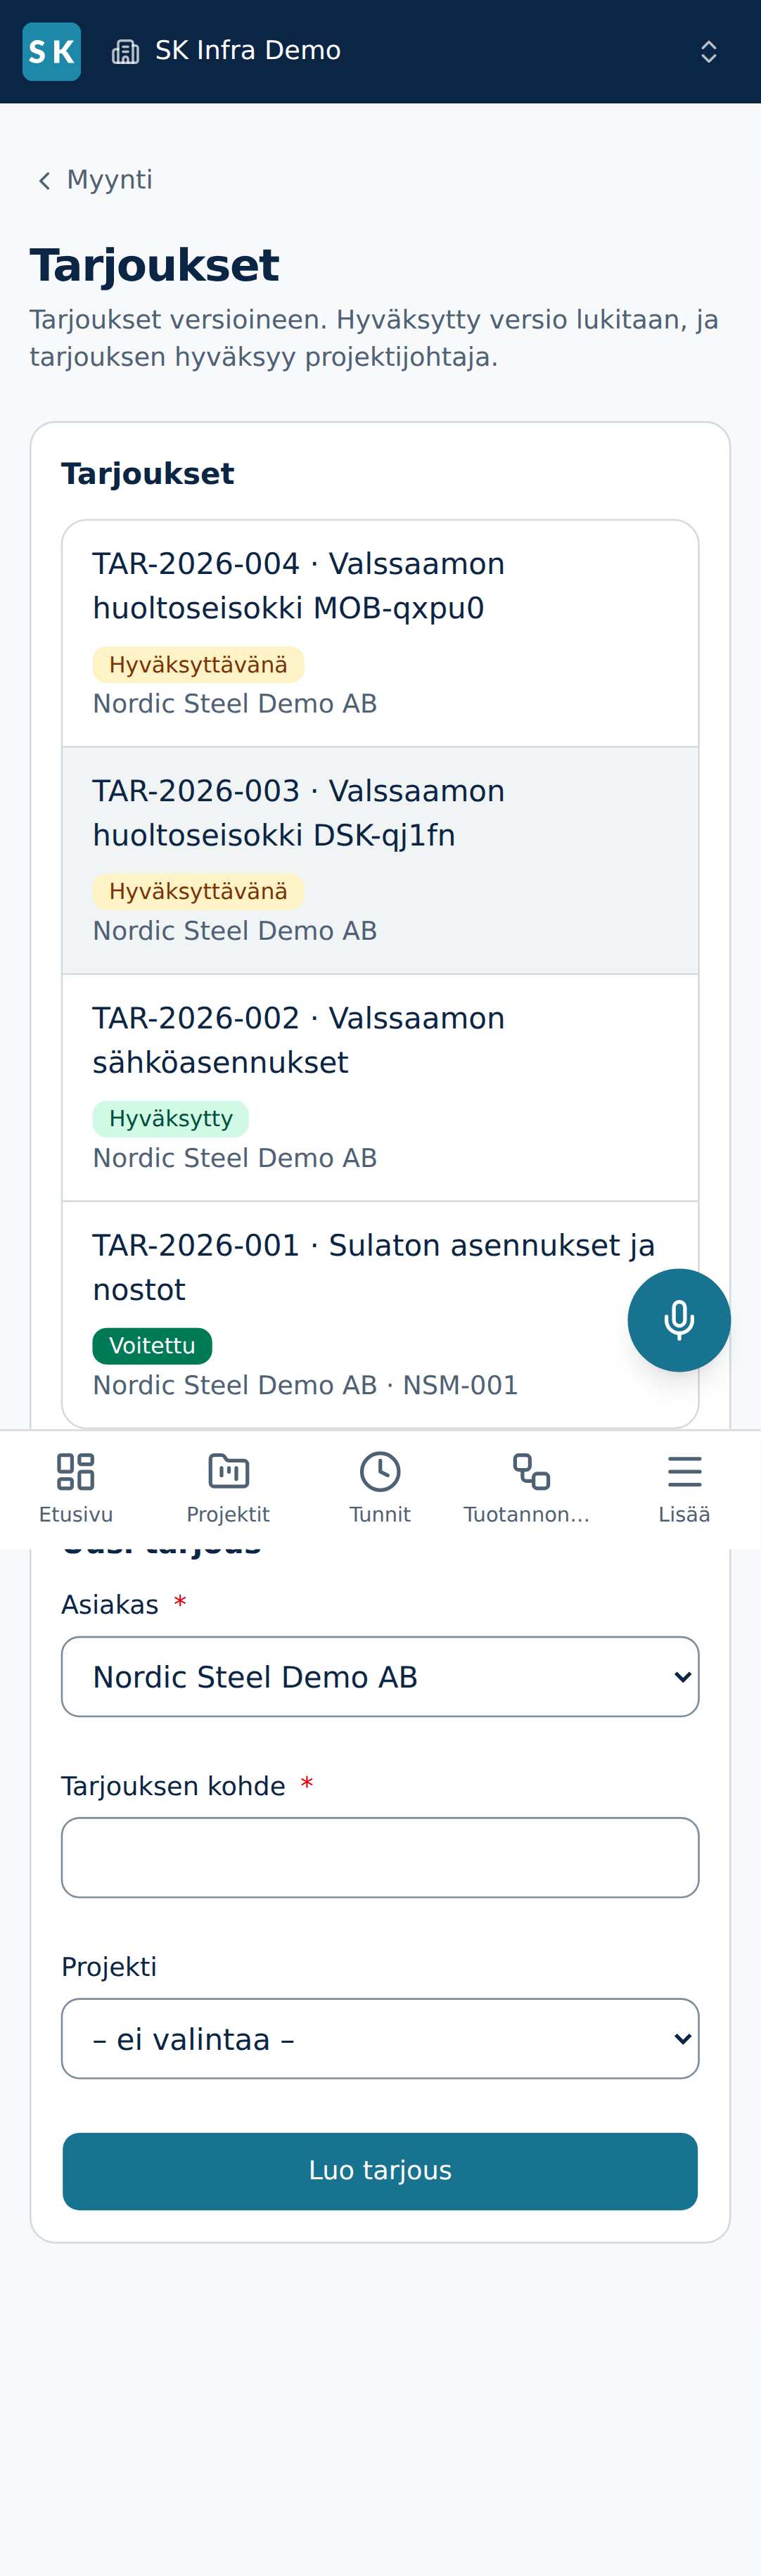 SK
SK Infra Demo
Myynti
Tarjoukset
Tarjoukset versioineen. Hyväksytty versio lukitaan, ja
tarjouksen hyväksyy projektijohtaja.
Tarjoukset
TAR-2026-004 · Valssaamon
huoltoseisokki MOB-qxpu0
Hyväksyttävänä
Nordic Steel Demo AB
TAR-2026-003 · Valssaamon
huoltoseisokki DSK-qj1fn
Hyväksyttävänä
Nordic Steel Demo AB
TAR-2026-002 · Valssaamon
sähköasennukset
Hyväksytty
Nordic Steel Demo AB
TAR-2026-001 · Sulaton asennukset ja
nostot
Voitettu
Nordic Steel Demo AB · NSM-001
Etusivu
Projektit
Tunnit
Tuotannon...
Lisää
Asiakas *
Nordic Steel Demo AB
Tarjouksen kohde *
Projekti
– ei valintaa –
Luo tarjous